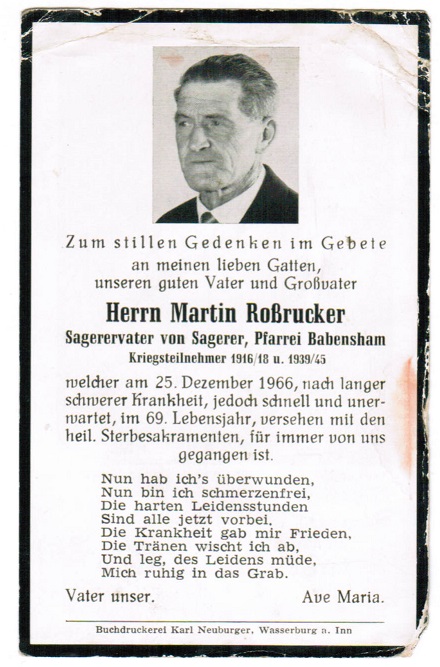 Zum stillen Gedenken im Gebete
an meinen lieben Gatten,
unseren guten Vater und Großvater
Herrn Martin Roßrucker
Sagerervater von Sagerer, Pfarrei Babensham
Kriegsteilnehmer 1916/18 u. 1939/45
welcher am 25. Dezember 1966, nach langer
schwerer Krankheit, jedoch schnell und uner-
wartet, im 69. Lebensjahr, versehen mit den
heil. Sterbesakramenten, für immer von uns
gegangen ist.
Nun hab ich's überwunden,
Nun bin ich schmerzenfrei,
Die harten Leidensstunden
Sind alle jetzt vorbei.
Die Krankheit gab mir Frieden,
Die Tränen wischt ich ab,
Und leg, des Leidens müde,
Mich ruhig in das Grab.
Vater unser. Ave Maria.
Buchdruckerei Karl Neuburger, Wasserburg a. Inn